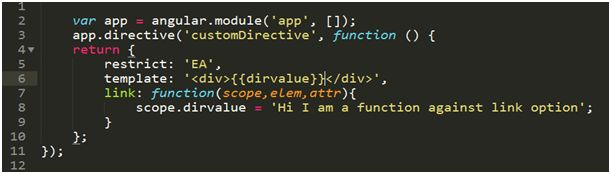 1
2 var app = angular.module('app', []);
3 app.directive('customDirective', function () {
4 return {
5 restrict: 'EA',
6 template: '<div>{{dirvalue}}</div>',
7 link: function(scope,elem,attr){
8 scope.dirvalue = 'Hi I am a function against link option';
9 }
10 };
11 });
12